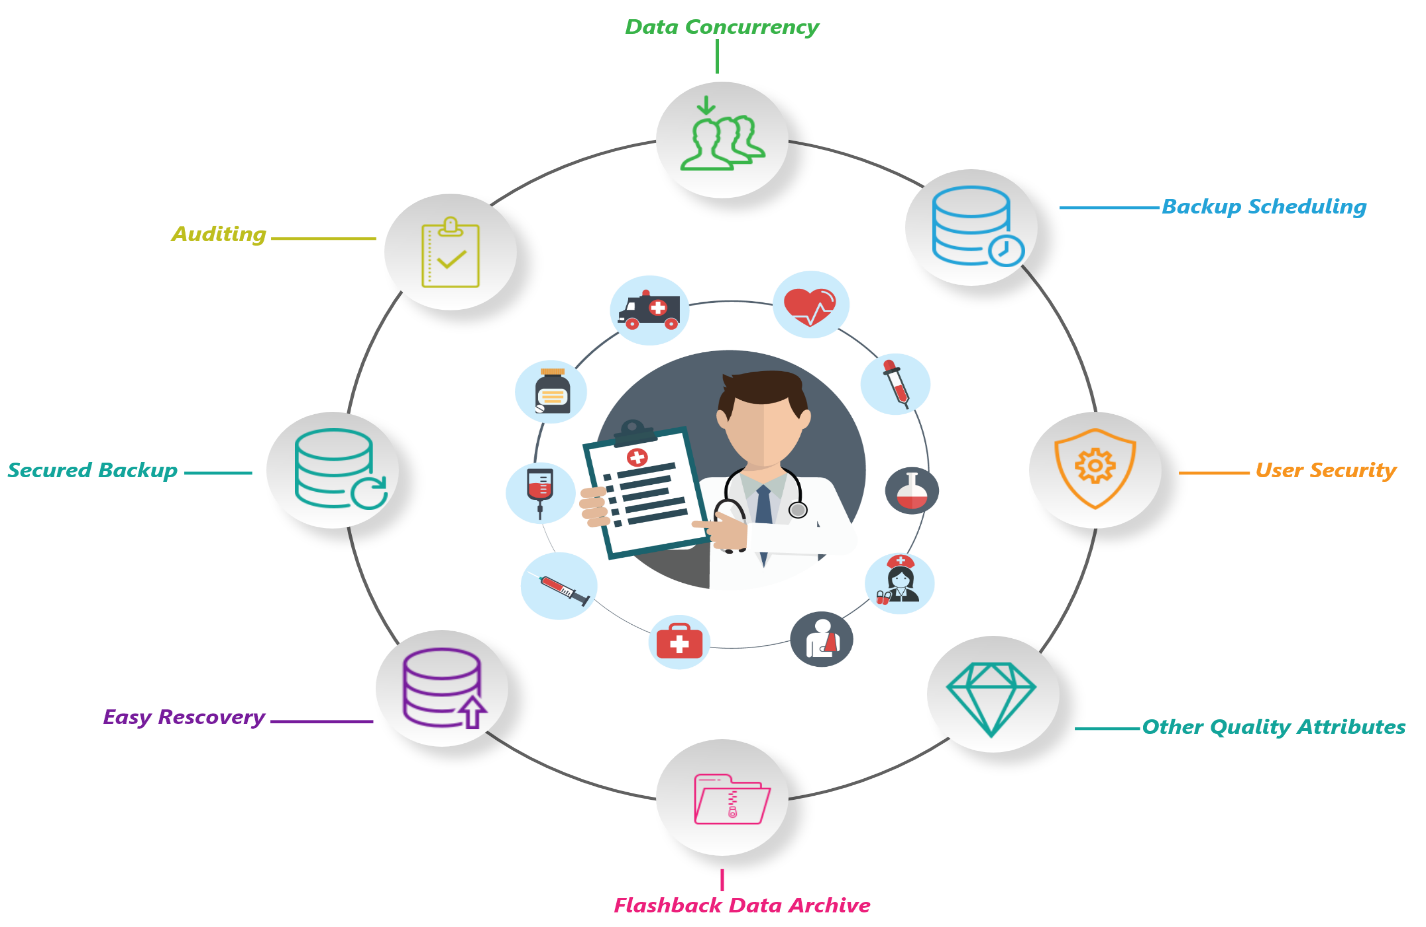 Data Concurrency
Backup Scheduling
Auditing
Secured Backup
User Security
Easy Rescovery
Other Quality Attributes
Flashback Data Archive